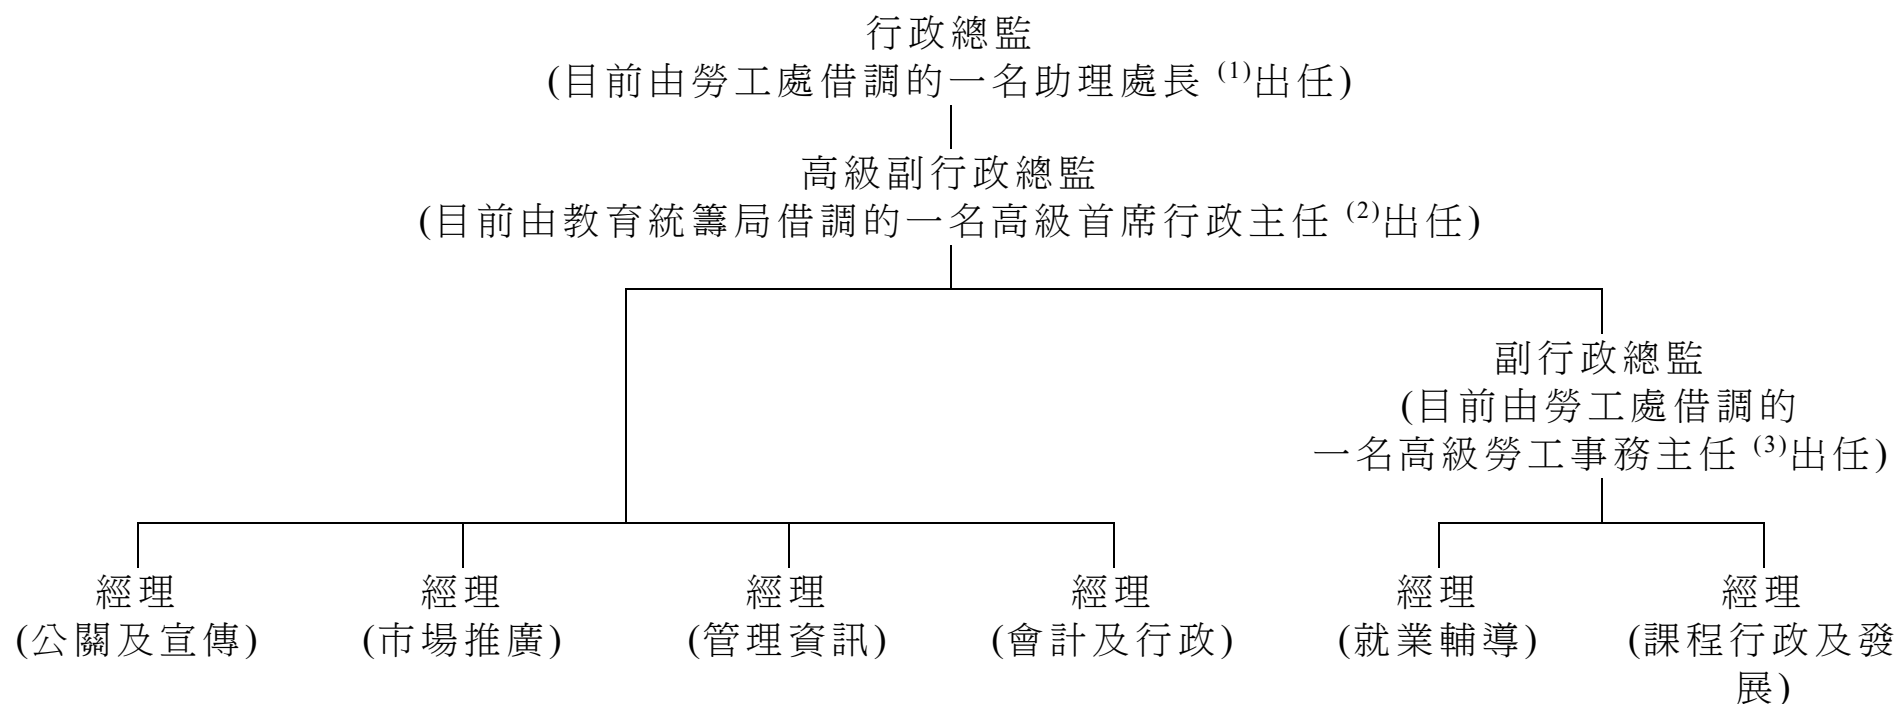 行政總監
(目前由勞工處借調的一名助理處長 (1)出任)
高級副行政總監
(目前由教育統籌局借調的一名高級首席行政主任 (2)出任)
副行政總監
(目前由勞工處借調的
一名高級勞工事務主任 (3)出任)
經理
(公關及宣傳)
經理
(市場推廣)
經理
(管理資訊)
經理
(會計及行政)
經理
(就業輔導)
經理
(課程行政及發
展)